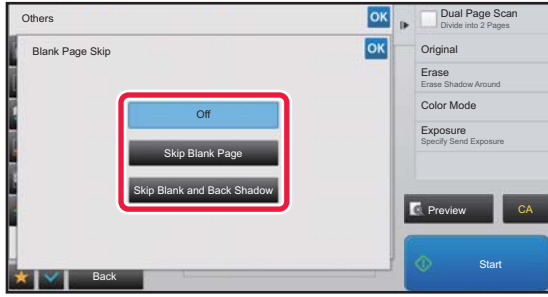 Others
OK
Blank Page Skip
OK
Off
Skip Blank Page
Skip Blank and Back Shadow
Back
Dual Page Scan
Divide into 2 Pages
Original
Erase
Erase Shadow Around
Color Mode
Exposure
Specify Send Exposure
Preview
CA
Start